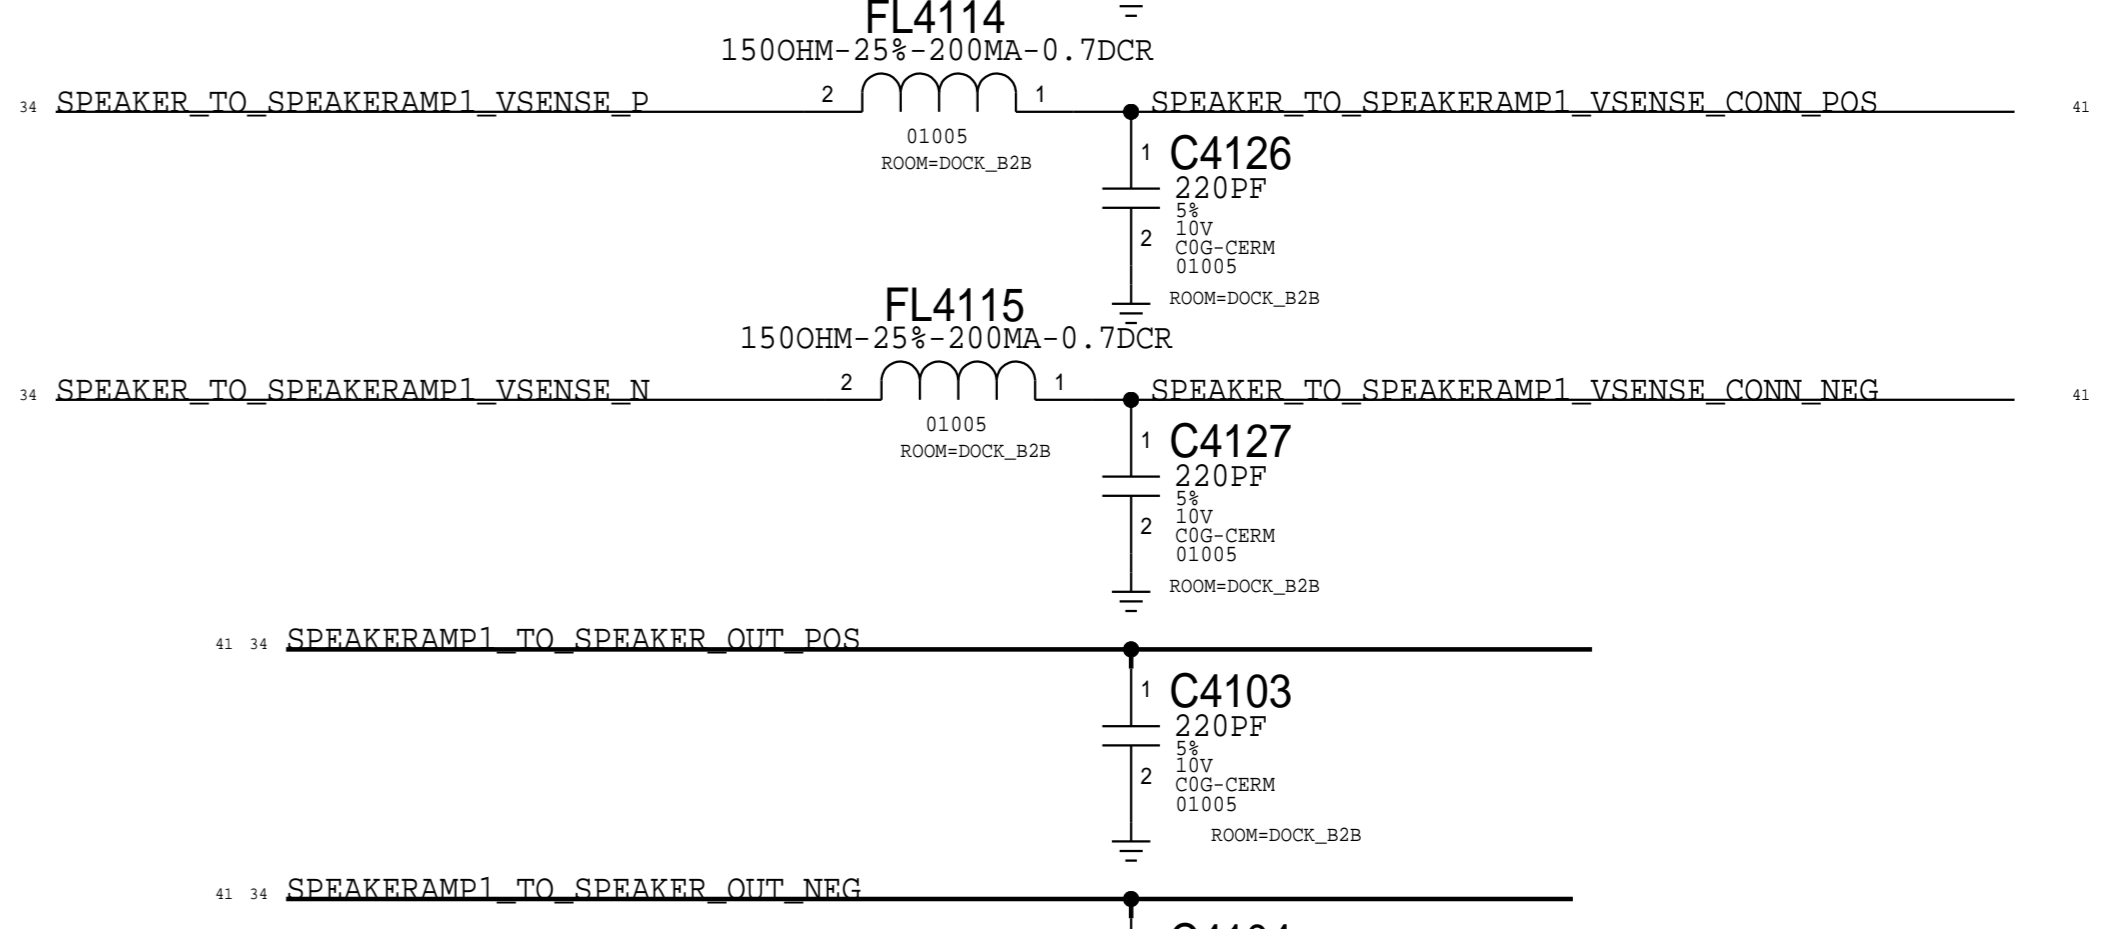 FL4114
150OHM-25%-200MA-0.7DCR
34 SPEAKER_TO_SPEAKERAMP1_VSENSE_P 2 1 SPEAKER_TO_SPEAKERAMP1_VSENSE_CONN_POS 41
01005
ROOM=DOCK_B2B
1 C4126
220PF
5%
10V
2 C0G-CERM
01005
ROOM=DOCK_B2B
FL4115
150OHM-25%-200MA-0.7DCR
34 SPEAKER_TO_SPEAKERAMP1_VSENSE_N 2 1 SPEAKER_TO_SPEAKERAMP1_VSENSE_CONN_NEG 41
01005
ROOM=DOCK_B2B
1 C4127
220PF
5%
10V
2 C0G-CERM
01005
ROOM=DOCK_B2B
41 34 SPEAKERAMP1_TO_SPEAKER_OUT_POS
1 C4103
220PF
5%
10V
2 C0G-CERM
01005
ROOM=DOCK_B2B
41 34 SPEAKERAMP1_TO_SPEAKER_OUT_NEG